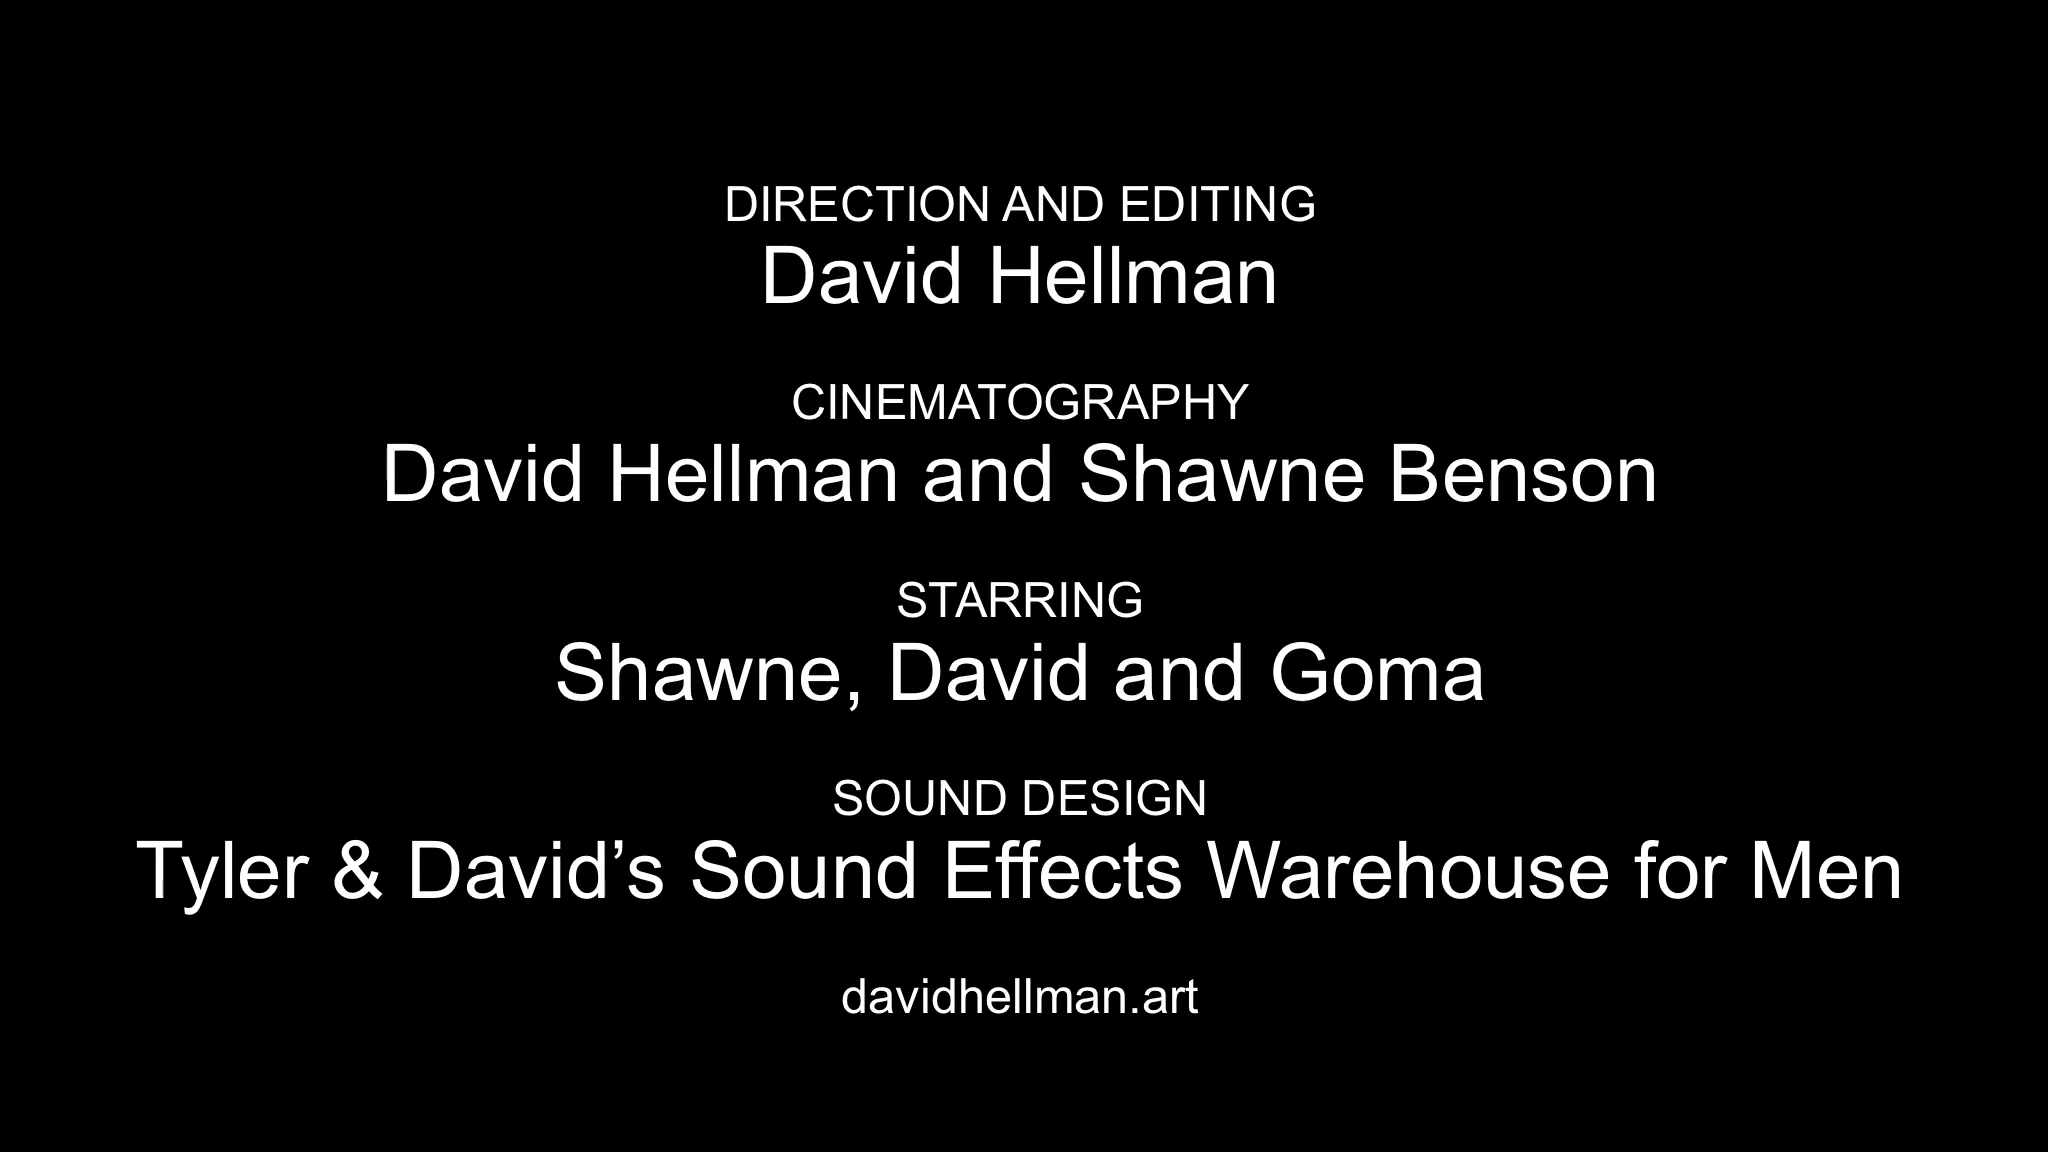 DIRECTION AND EDITING
David Hellman
CINEMATOGRAPHY
David Hellman and Shawne Benson
STARRING
Shawne, David and Goma
SOUND DESIGN
Tyler & David’s Sound Effects Warehouse for Men
davidhellman.art